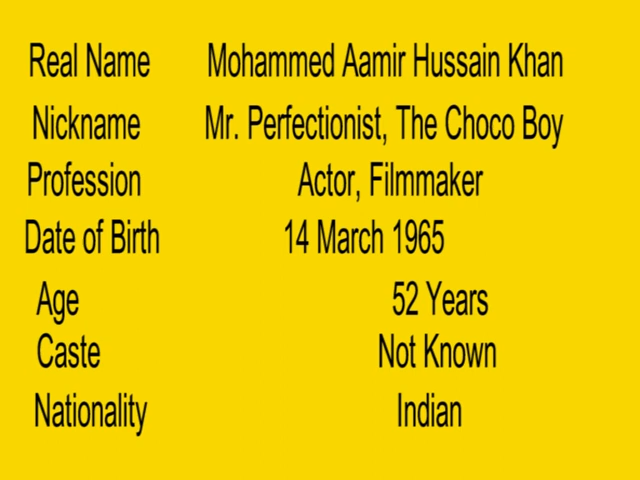 Real Name Mohammed Aamir Hussain Khan
Nickname Mr. Perfectionist, The Choco Boy
Profession Actor, Filmmaker
Date of Birth 14 March 1965
Age 52 Years
Caste Not Known
Nationality Indian